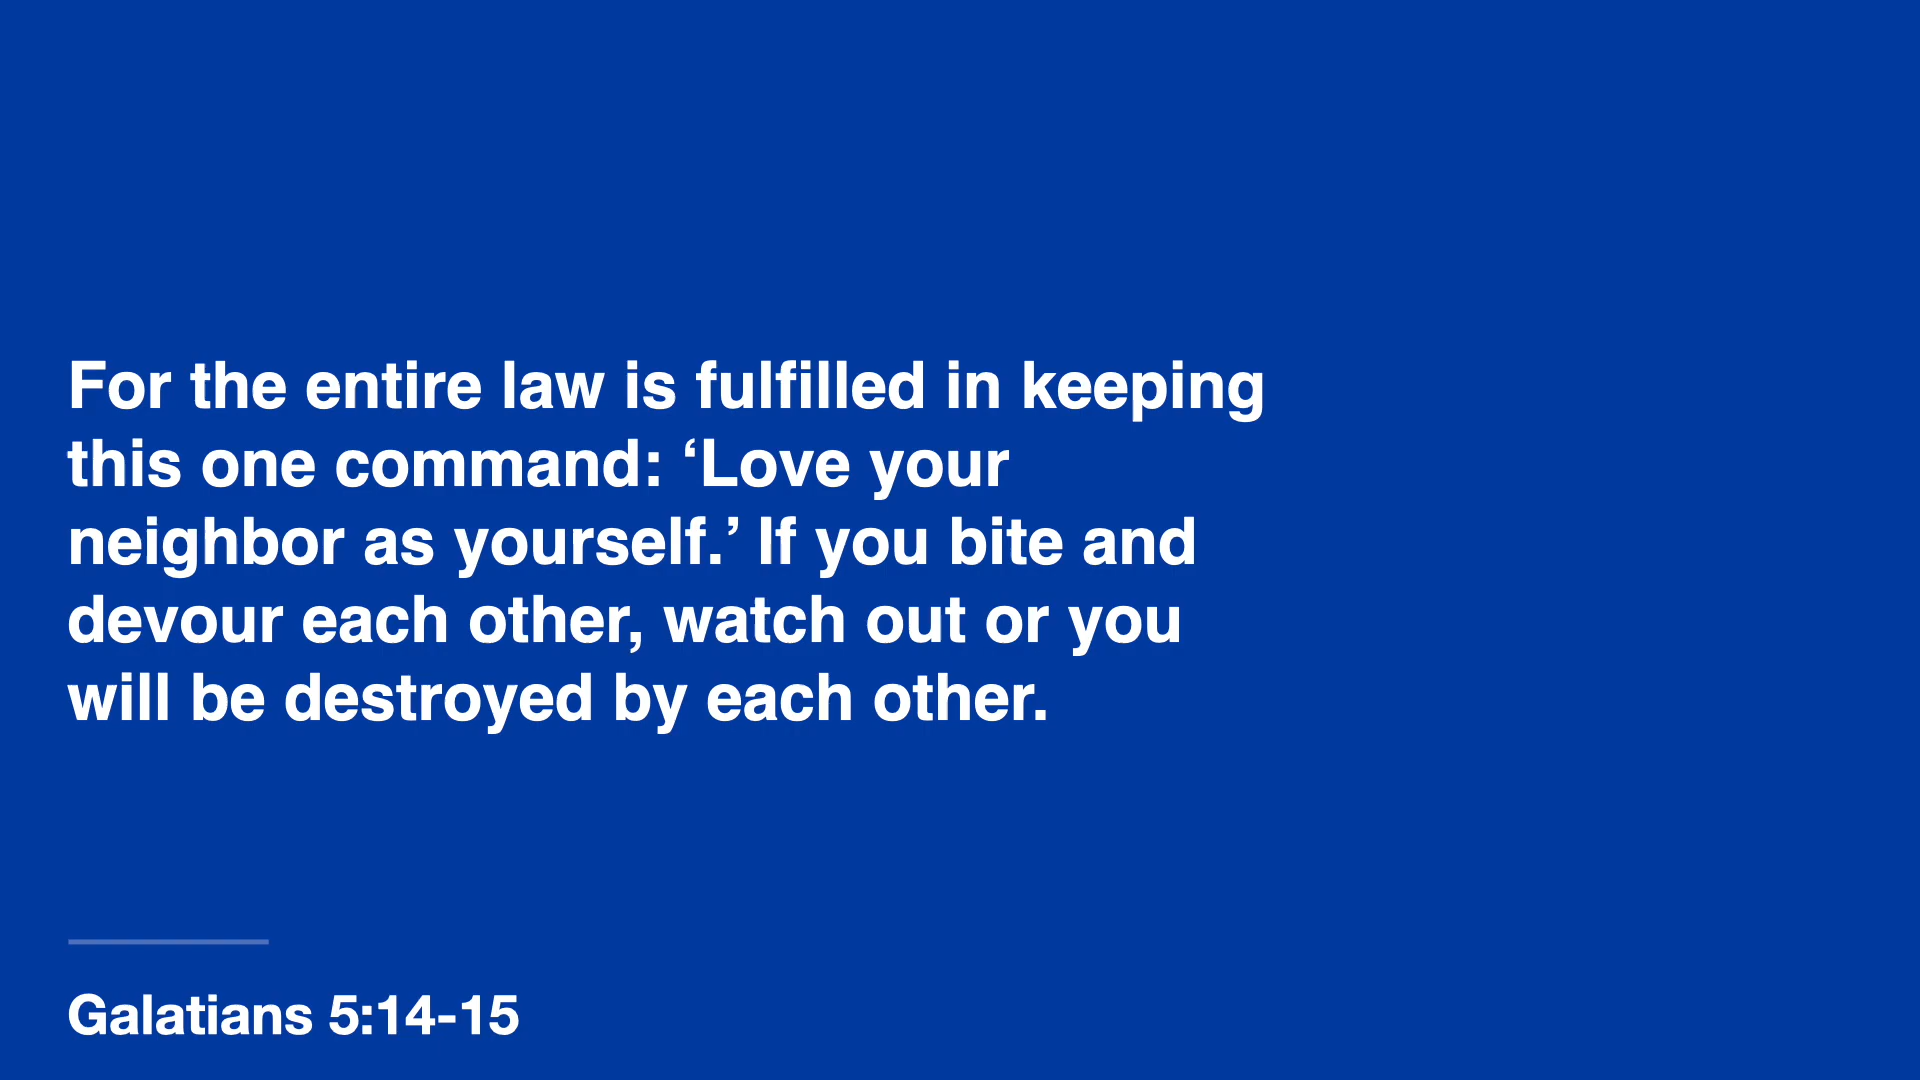 For the entire law is fulfilled in keeping
this one command: ‘Love your
neighbor as yourself.’ If you bite and
devour each other, watch out or you
will be destroyed by each other.
Galatians 5:14-15